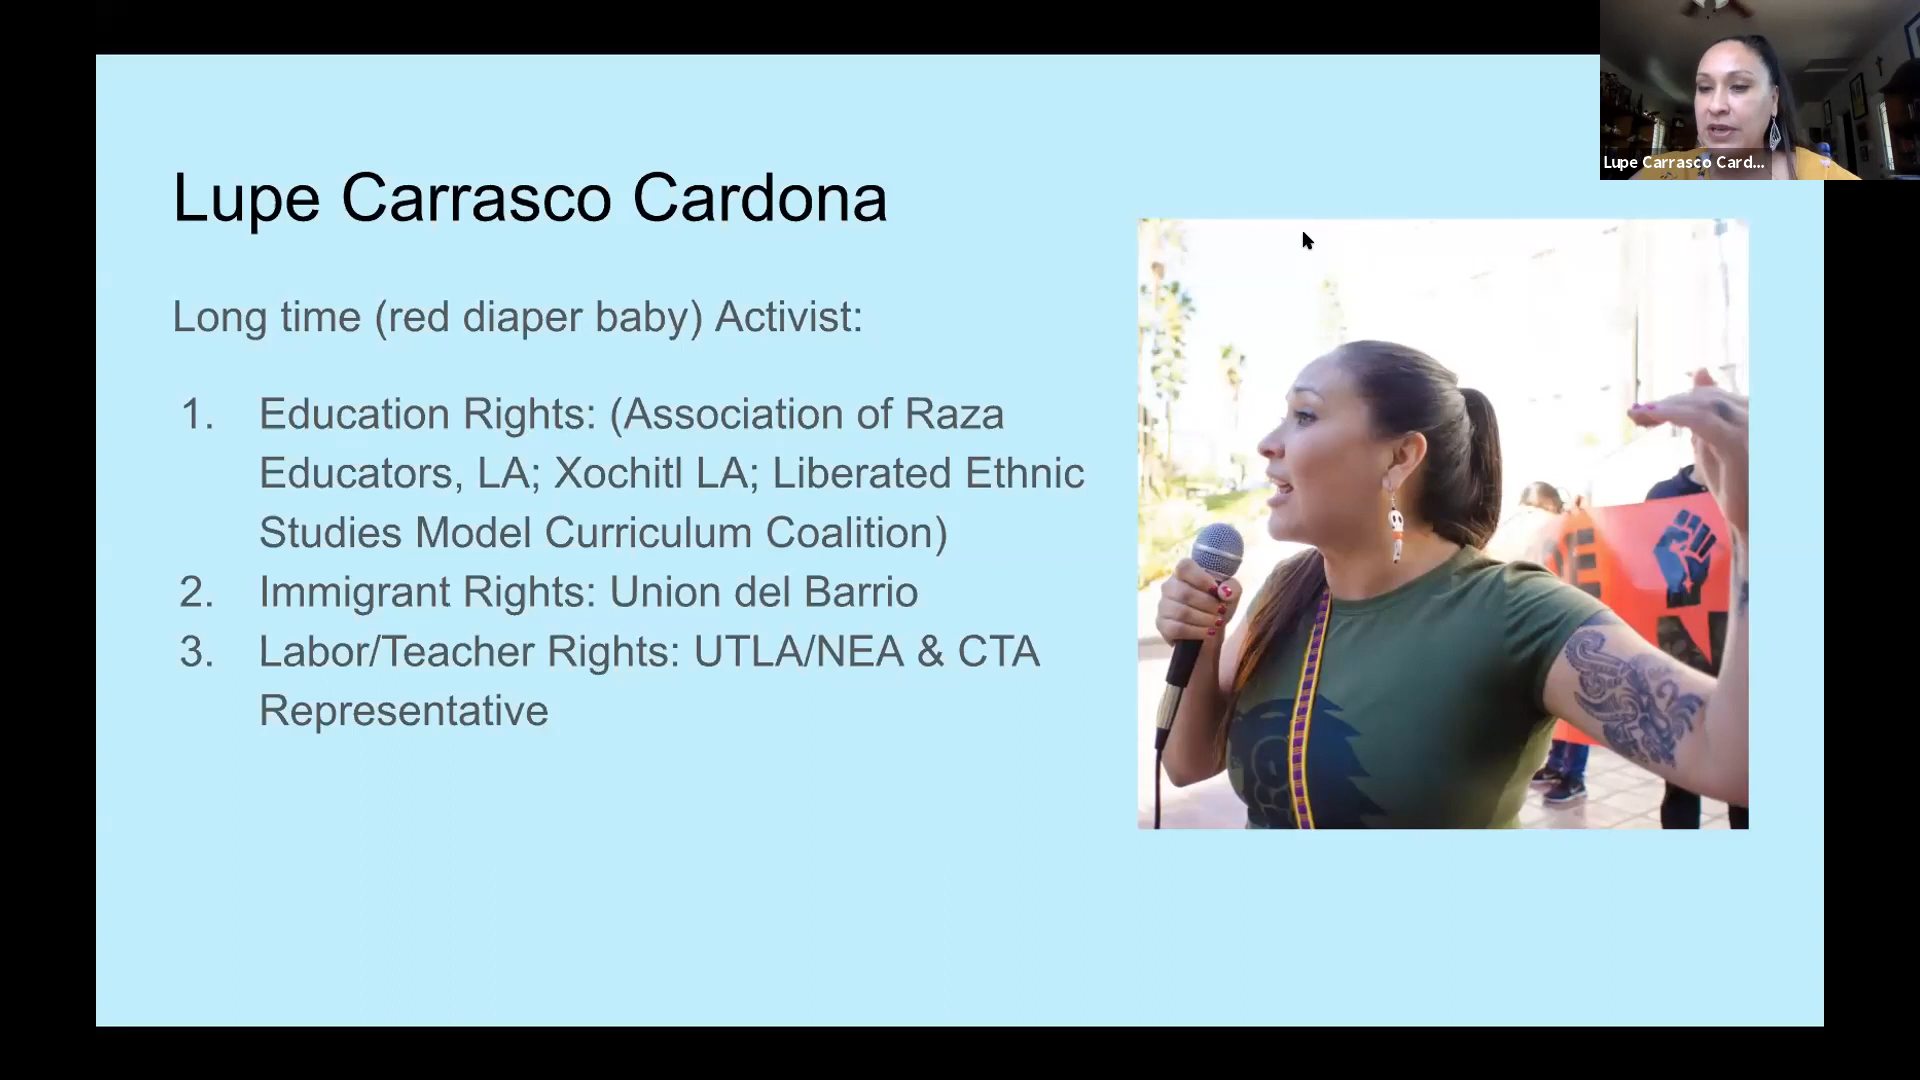 Lupe Carrasco Card...
Lupe Carrasco Cardona
Long time (red diaper baby) Activist:
1. Education Rights: (Association of Raza
Educators, LA; Xochitl LA; Liberated Ethnic
Studies Model Curriculum Coalition)
2. Immigrant Rights: Union del Barrio
3. Labor/Teacher Rights: UTLA/NEA & CTA
Representative